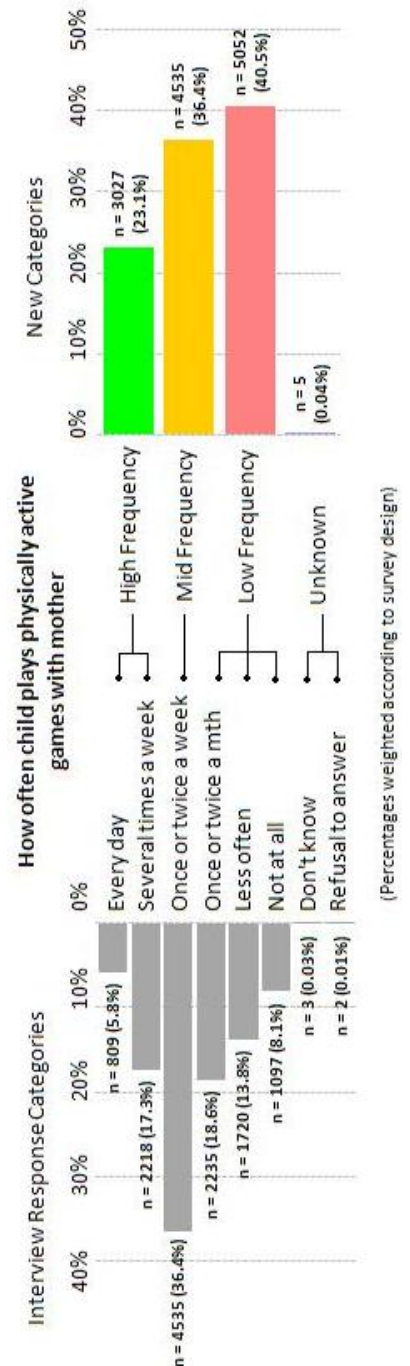 How often child plays physically active
games with mother
Interview Response Categories
New Categories
40%
30%
20%
10%
0%
0%
10%
20%
30%
40%
50%
n = 809 (5.8%)
Every day
n = 2218 (17.3%)
Several times a week
n = 4535 (36.4%)
Once or twice a week
n = 2235 (18.6%)
Once or twice a mth
n = 1720 (13.8%)
Less often
n = 1097 (8.1%)
Not at all
n = 3 (0.03%)
Don't know
n = 2 (0.01%)
Refusal to answer
High Frequency
n = 3027
(23.1%)
Mid Frequency
n = 4535
(36.4%)
Low Frequency
n = 5052
(40.5%)
Unknown
n = 5
(0.04%)
(Percentages weighted according to survey design)